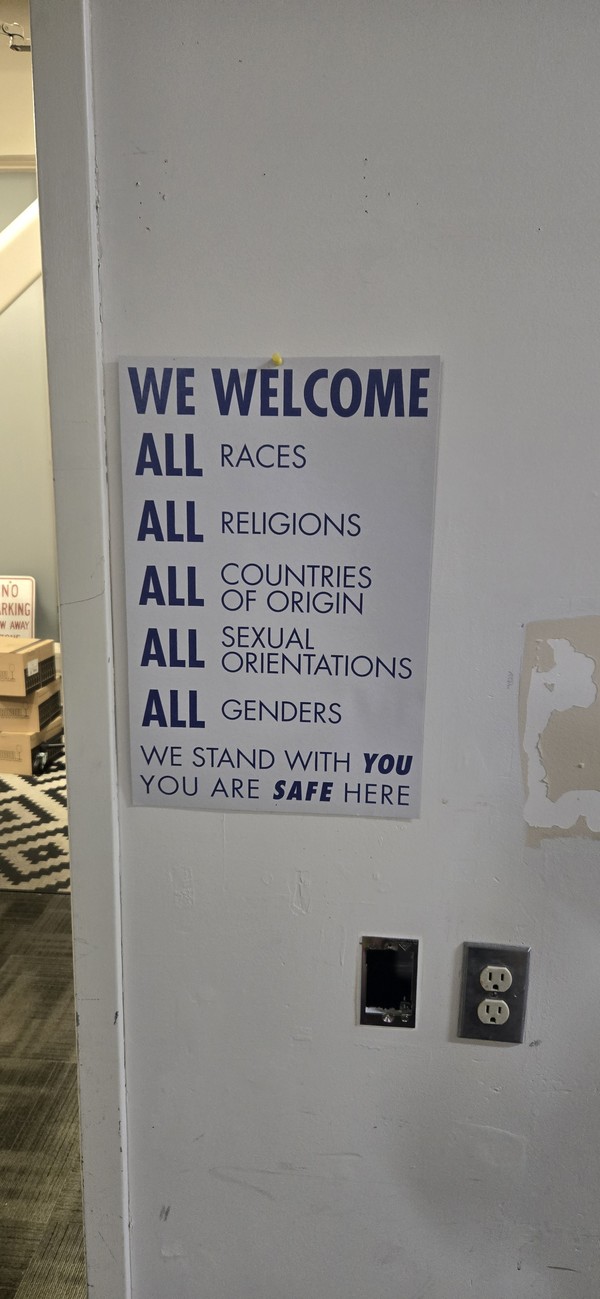 WE WELCOME
ALL RACES
ALL RELIGIONS
ALL COUNTRIES
OF ORIGIN
ALL SEXUAL
ORIENTATIONS
ALL GENDERS
WE STAND WITH YOU
YOU ARE SAFE HERE
NO
W AWAY